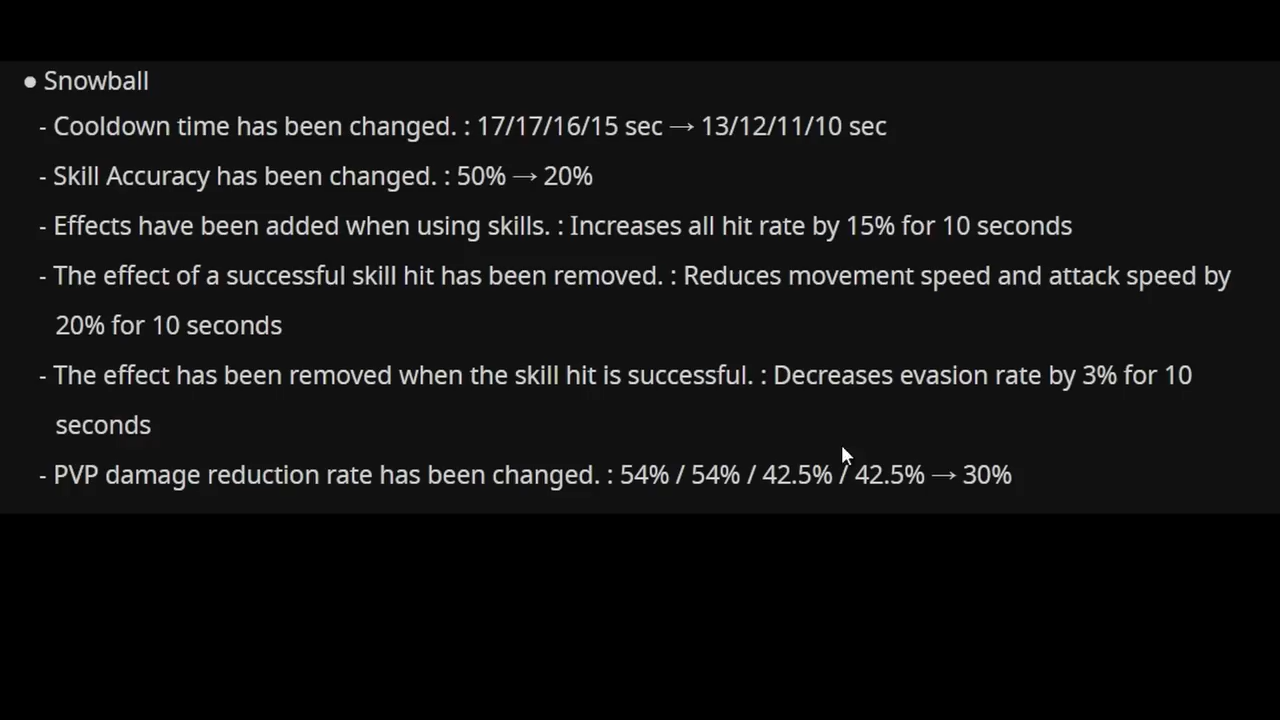 ● Snowball
- Cooldown time has been changed. : 17/17/16/15 sec → 13/12/11/10 sec
- Skill Accuracy has been changed. : 50% → 20%
- Effects have been added when using skills. : Increases all hit rate by 15% for 10 seconds
- The effect of a successful skill hit has been removed. : Reduces movement speed and attack speed by
20% for 10 seconds
- The effect has been removed when the skill hit is successful. : Decreases evasion rate by 3% for 10
seconds
- PVP damage reduction rate has been changed. : 54% / 54% / 42.5% / 42.5% → 30%